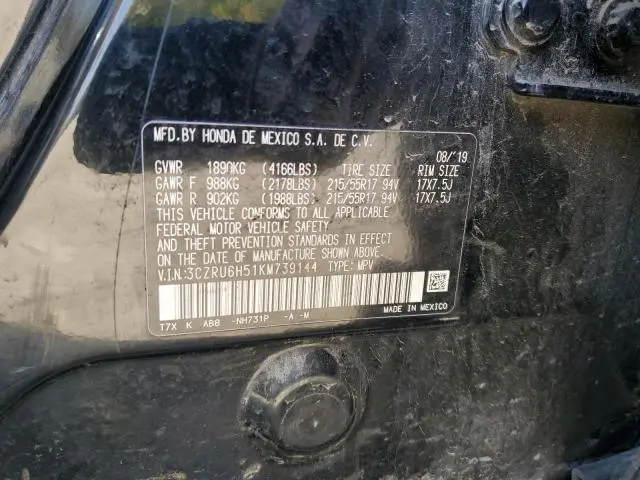 MFD. BY HONDA DE MEXICO S.A. DE C.V.
08/'19
GVWR 1890KG (4166LBS) TIRE SIZE RIM SIZE
GAWR F 988KG (2178LBS) 215/55R17 94V 17X7.5J
GAWR R 902KG (1988LBS) 215/55R17 94V 17X7.5J
THIS VEHICLE CONFORMS TO ALL APPLICABLE
FEDERAL MOTOR VEHICLE SAFETY
AND THEFT PREVENTION STANDARDS IN EFFECT
ON THE DATE OF MANUFACTURE SHOWN ABOVE.
V.I.N:3CZRU6H51KM739144 TYPE: MPV
T7X K AB8 -NH731P -A -M MADE IN MEXICO